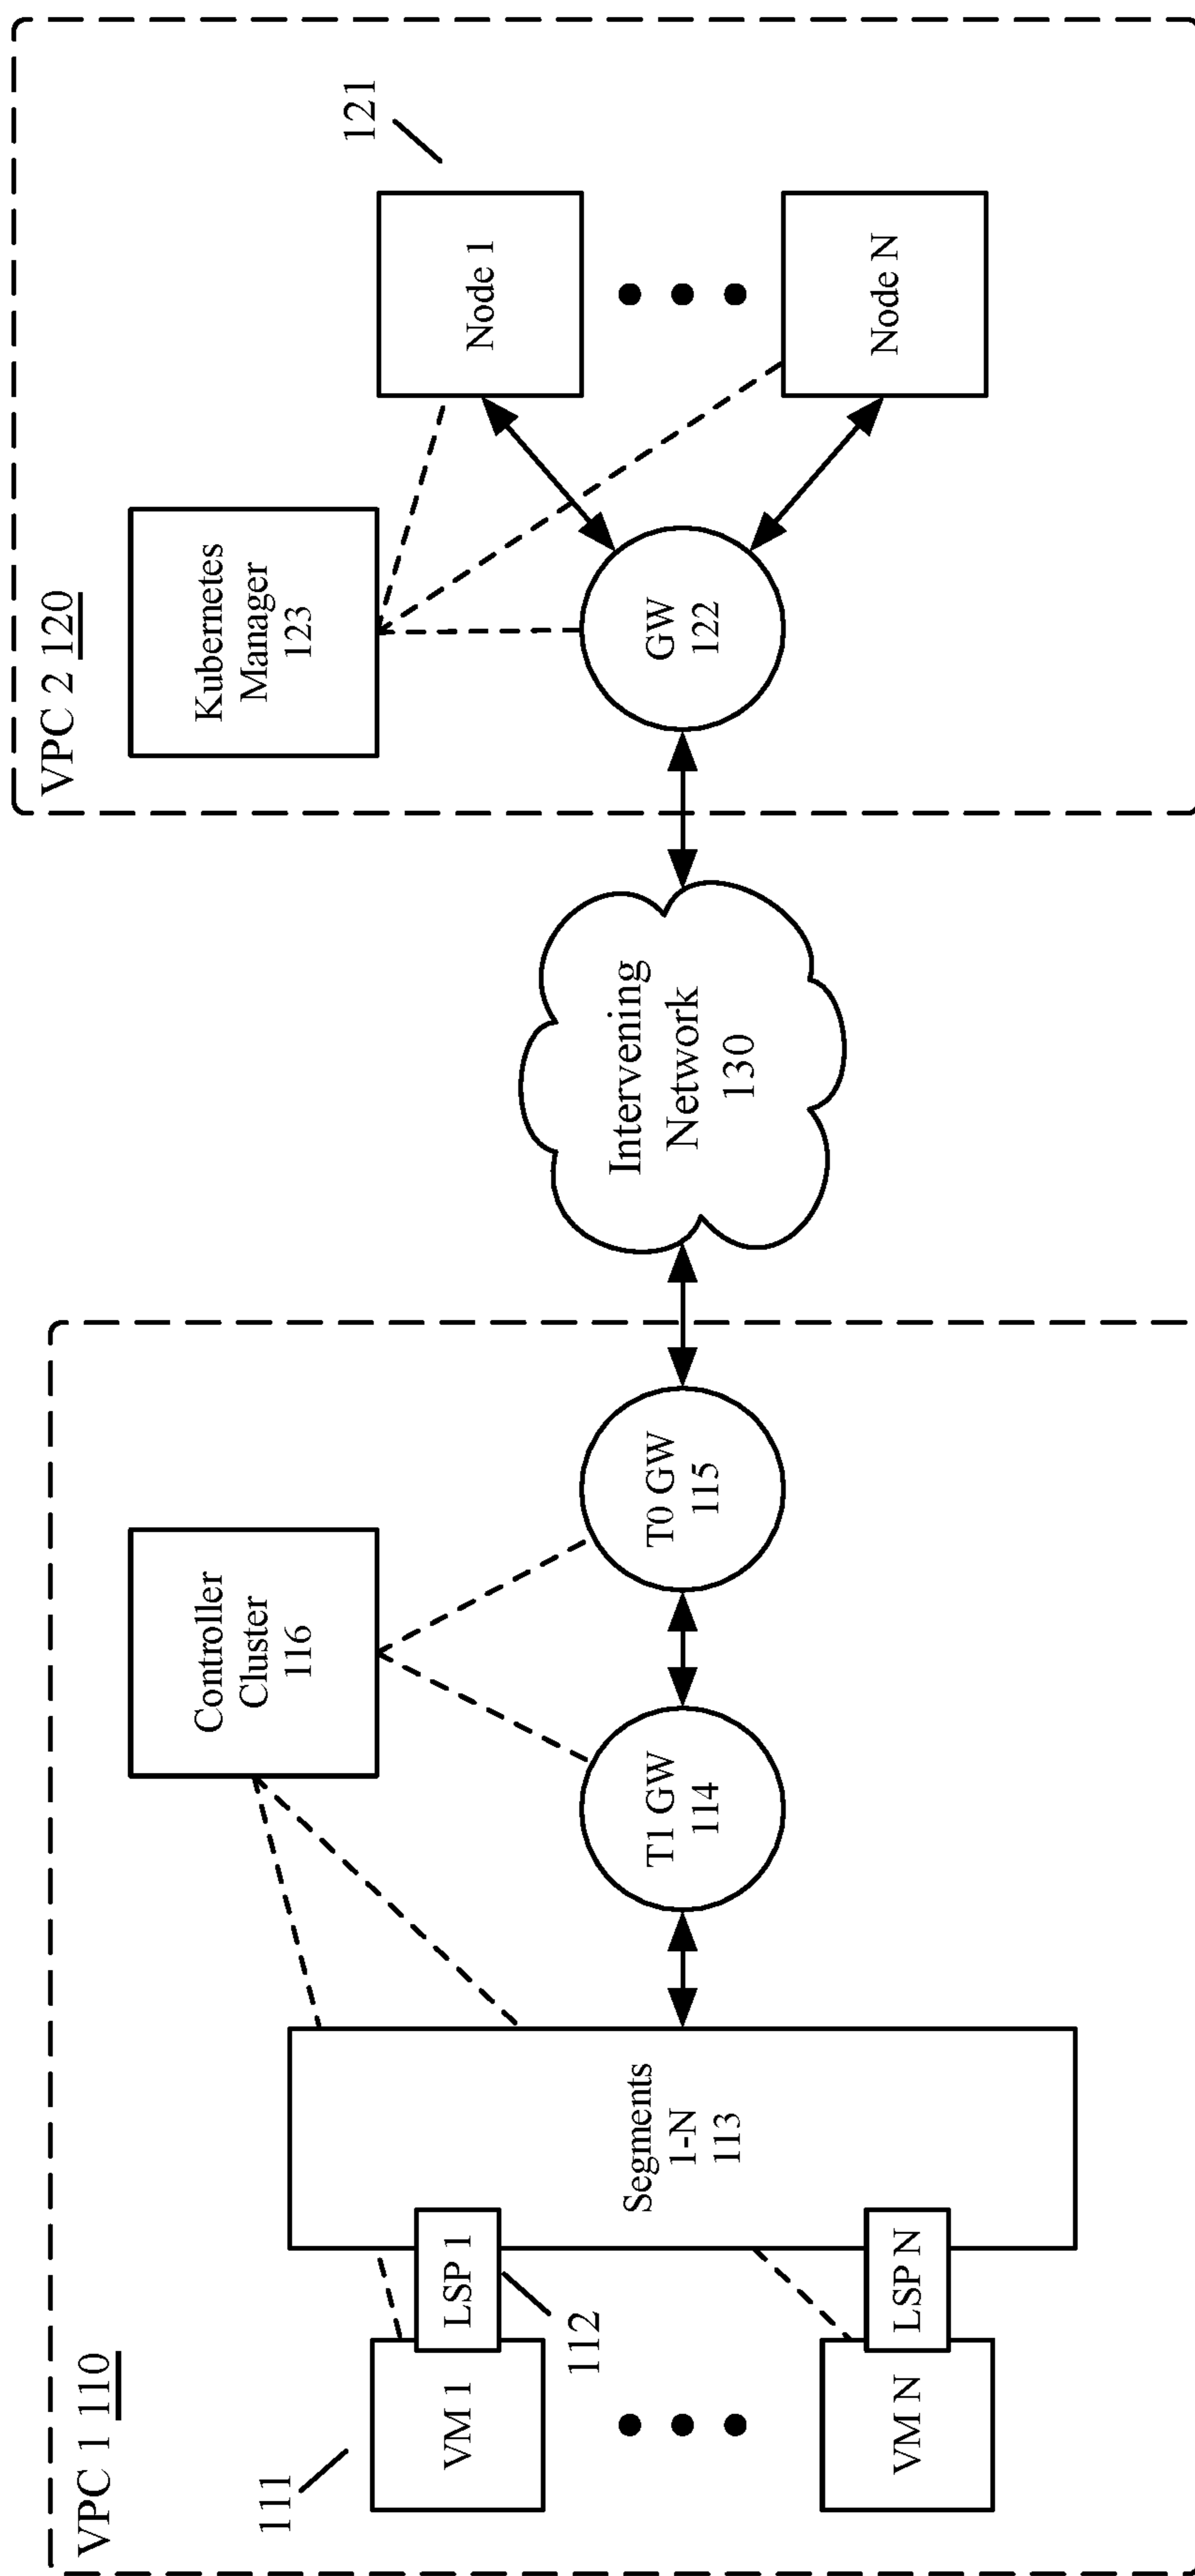 VPC 1 110
111
VM 1
LSP 1
112
VM N
LSP N
Segments
1-N
113
Controller
Cluster
116
T1 GW
114
T0 GW
115
Intervening
Network
130
VPC 2 120
Kubernetes
Manager
123
GW
122
121
Node 1
Node N